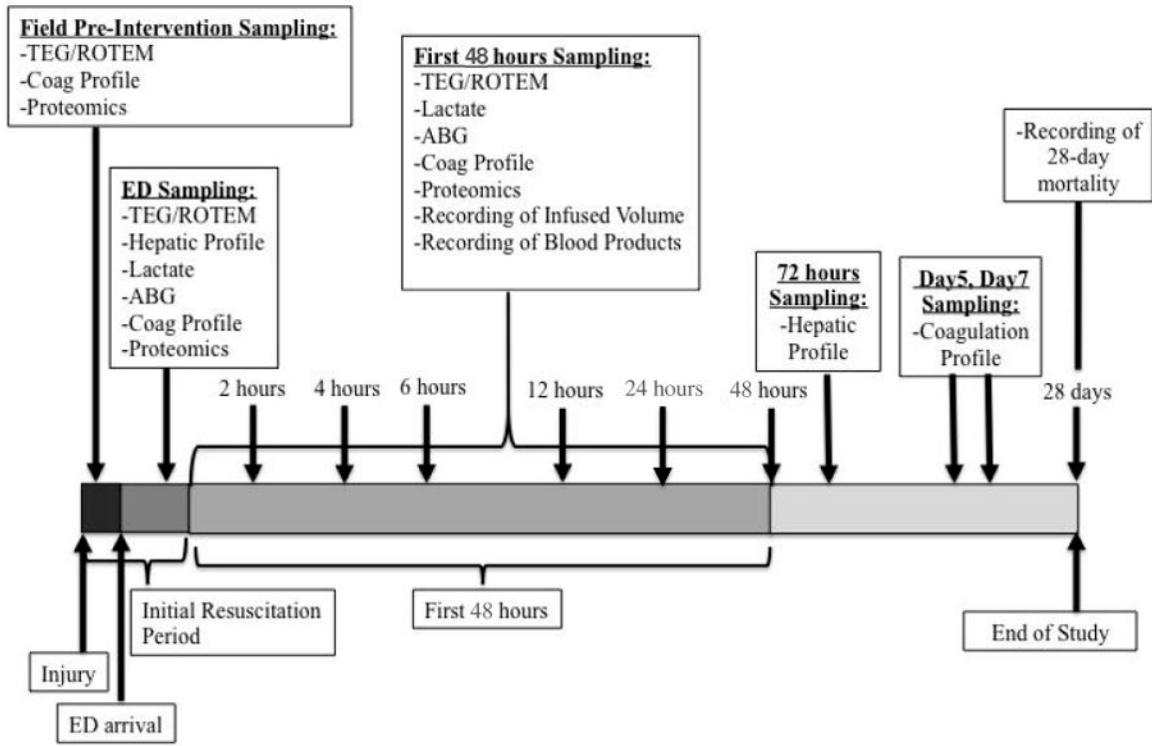 Field Pre-Intervention Sampling:
-TEG/ROTEM
-Coag Profile
-Proteomics
ED Sampling:
-TEG/ROTEM
-Hepatic Profile
-Lactate
-ABG
-Coag Profile
-Proteomics
First 48 hours Sampling:
-TEG/ROTEM
-Lactate
-ABG
-Coag Profile
-Proteomics
-Recording of Infused Volume
-Recording of Blood Products
72 hours
Sampling:
-Hepatic
Profile
Day5, Day7
Sampling:
-Coagulation
Profile
-Recording of
28-day
mortality
2 hours
4 hours
6 hours
12 hours
24 hours
48 hours
28 days
Initial Resuscitation
Period
First 48 hours
Injury
ED arrival
End of Study